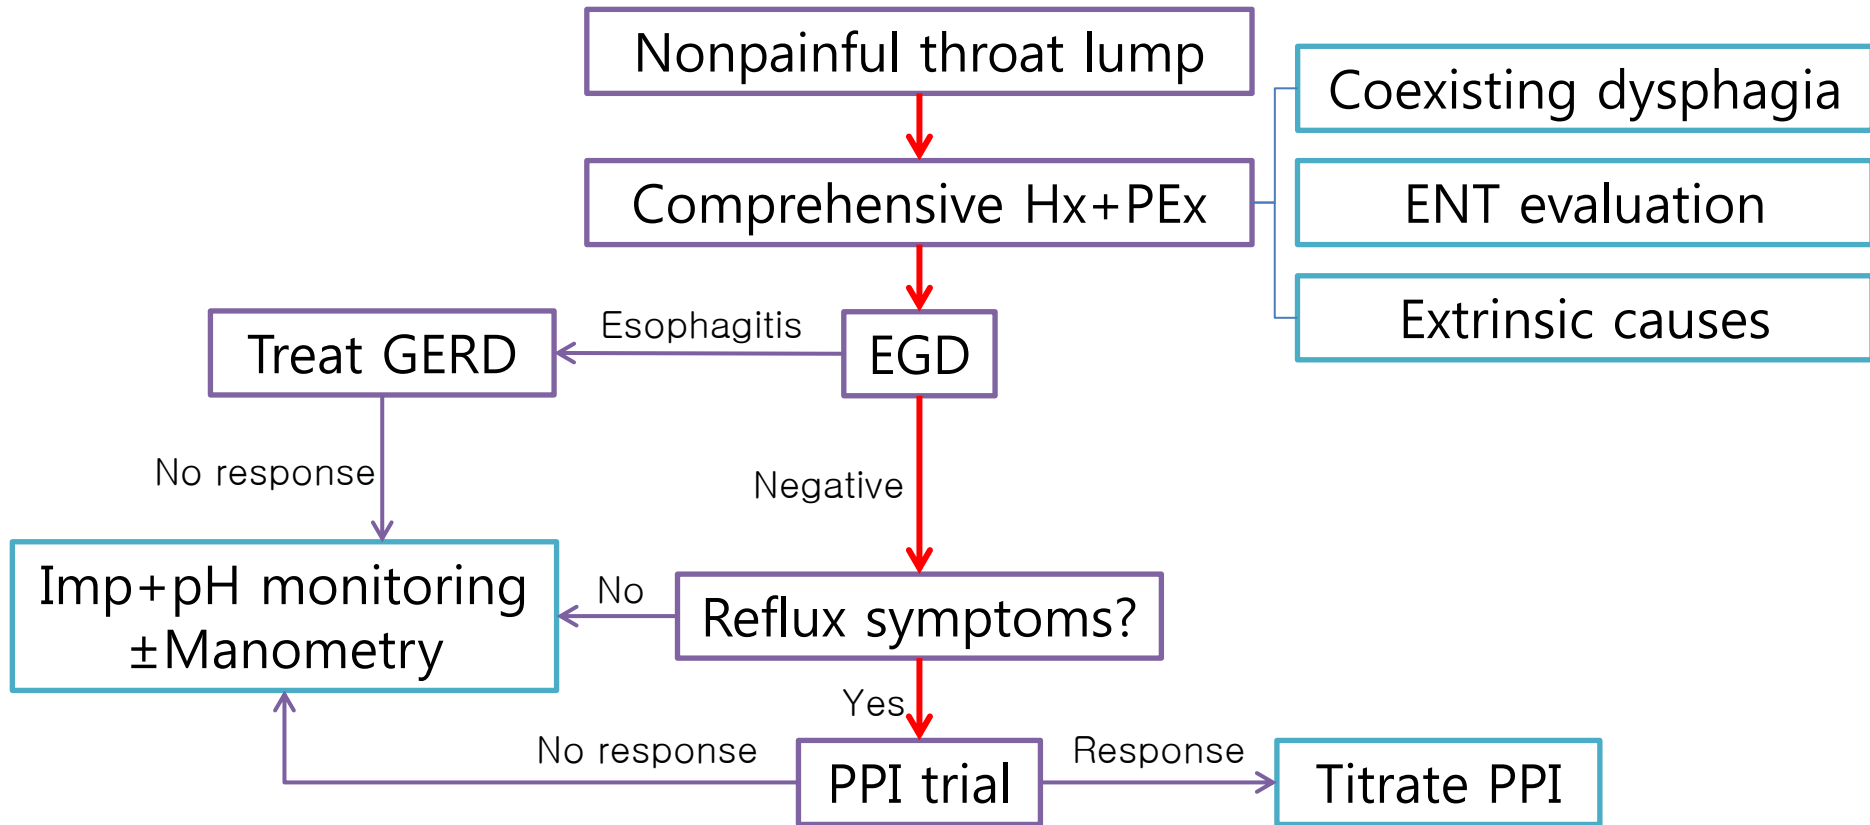 Nonpainful throat lump
Coexisting dysphagia
Comprehensive Hx+PEx
ENT evaluation
Extrinsic causes
Esophagitis
Treat GERD
EGD
No response
Negative
Imp+pH monitoring
±Manometry
No
Reflux symptoms?
Yes
No response
PPI trial
Response
Titrate PPI